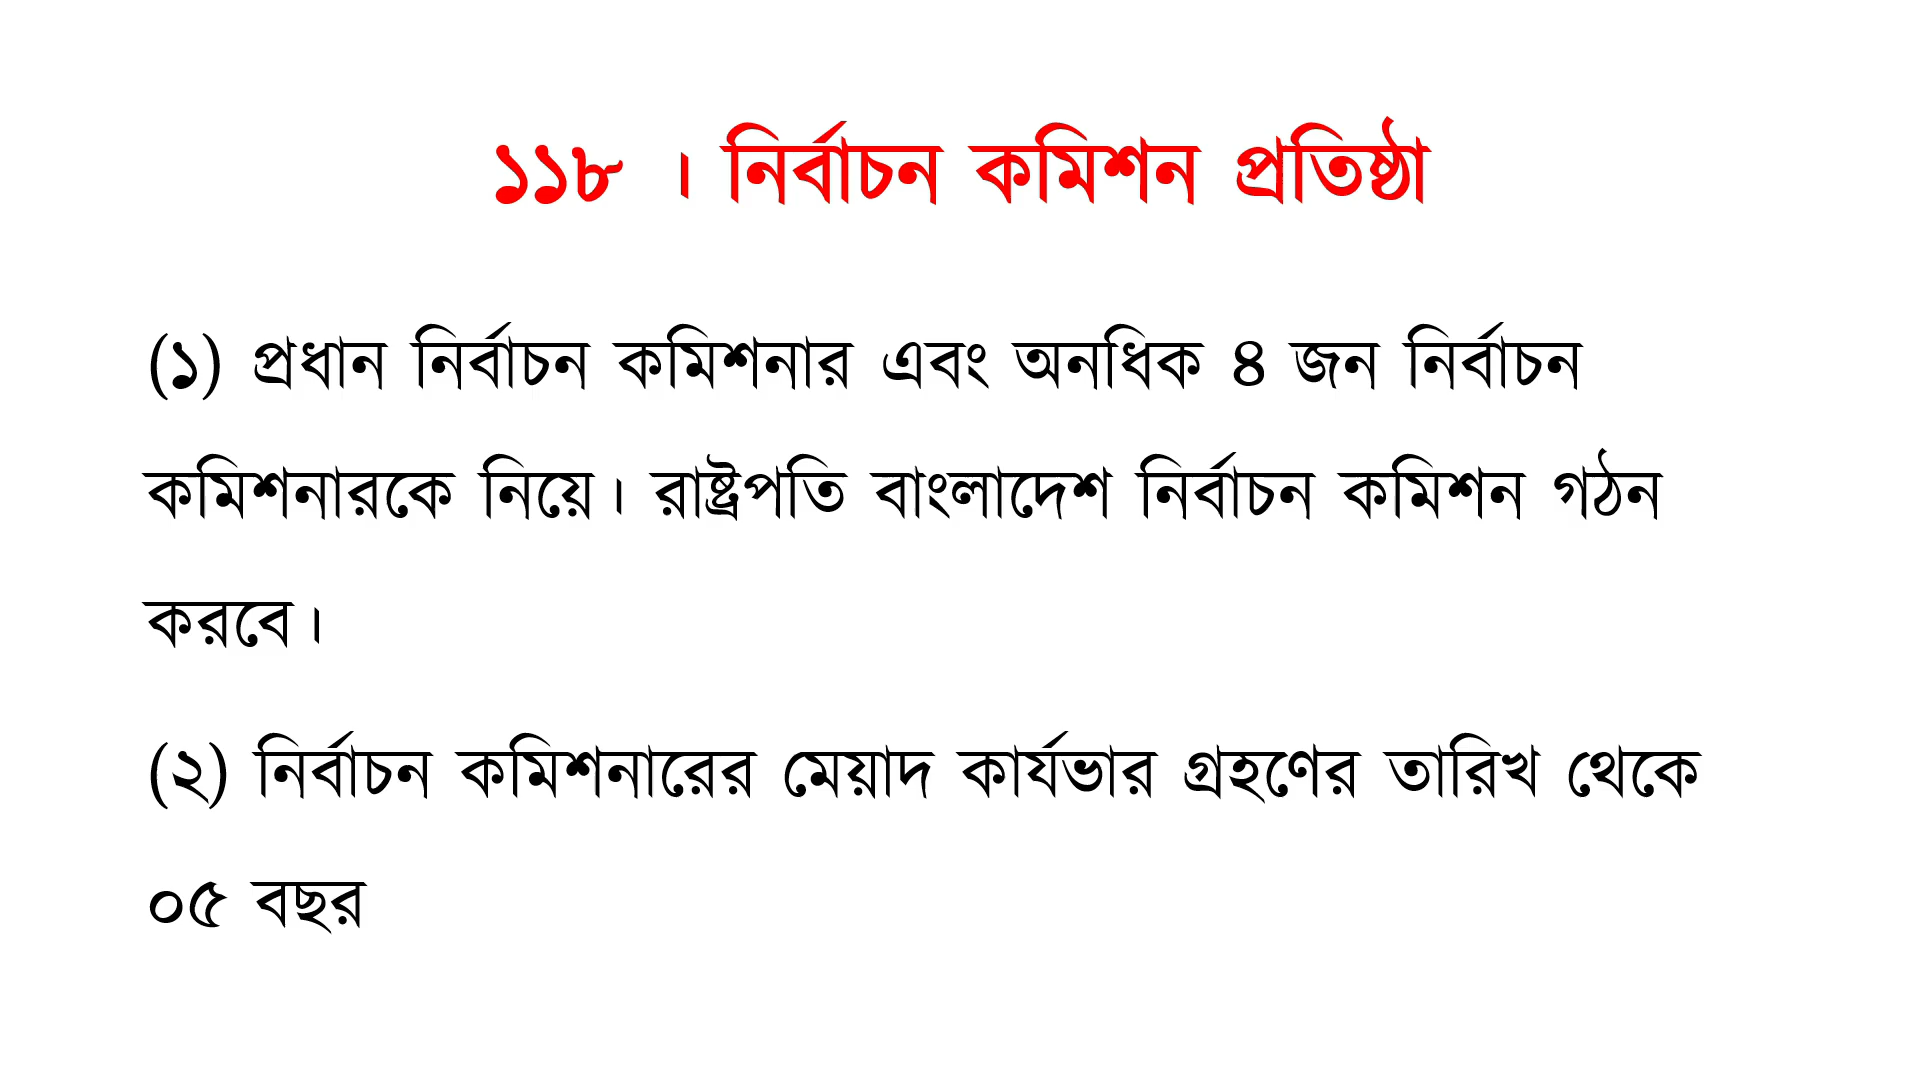 ১১৮ । নির্বাচন কমিশন প্রতিষ্ঠা
(১) প্রধান নির্বাচন কমিশনার এবং অনধিক ৪ জন নির্বাচন
কমিশনারকে নিয়ে। রাষ্ট্রপতি বাংলাদেশ নির্বাচন কমিশন গঠন
করবে।
(২) নির্বাচন কমিশনারের মেয়াদ কার্যভার গ্রহণের তারিখ থেকে
০৫ বছর